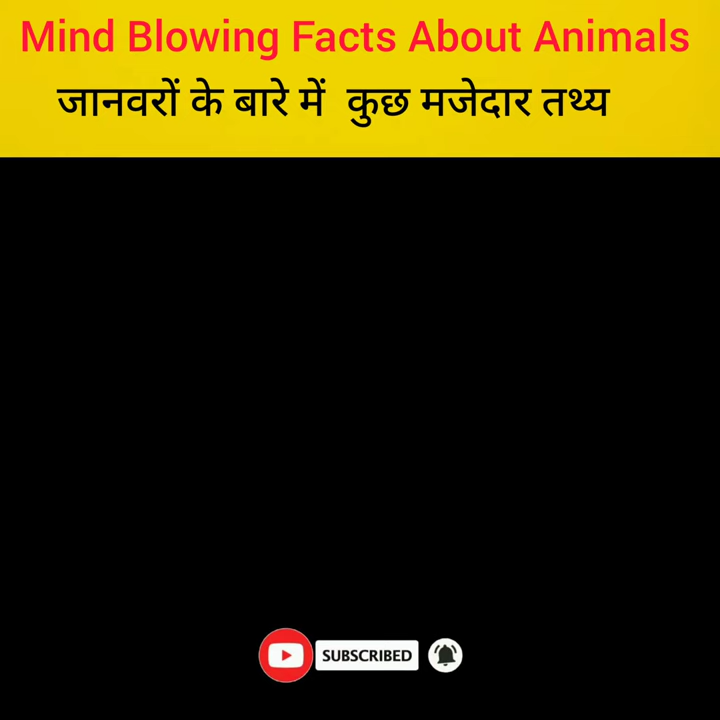 Mind Blowing Facts About Animals
जानवरों के बारे में कुछ मजेदार तथ्य
SUBSCRIBED